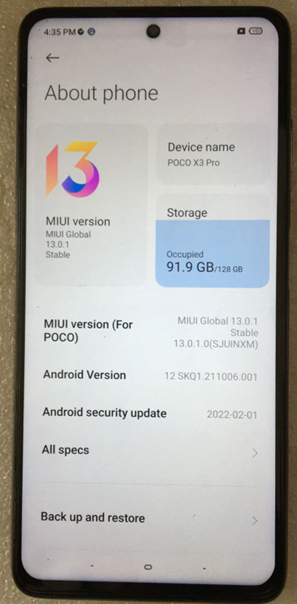 4:35 PM
About phone
13
Device name
POCO X3 Pro
MIUI version
MIUI Global
13.0.1
Stable
Storage
Occupied
91.9 GB/128 GB
MIUI version (For
POCO)
MIUI Global 13.0.1
Stable
13.0.1.0(SJUINXM)
Android Version
12 SKQ1.211006.001
Android security update
2022-02-01
All specs
Back up and restore